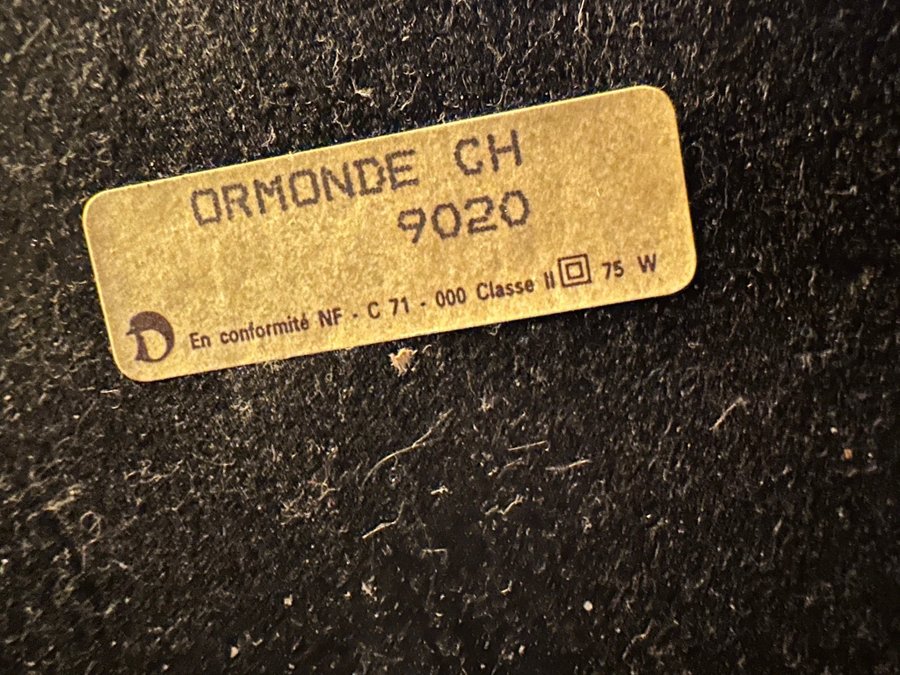 ORMONDE CH
9020
D En conformité NF - C 71 - 000 Classe II 75 W